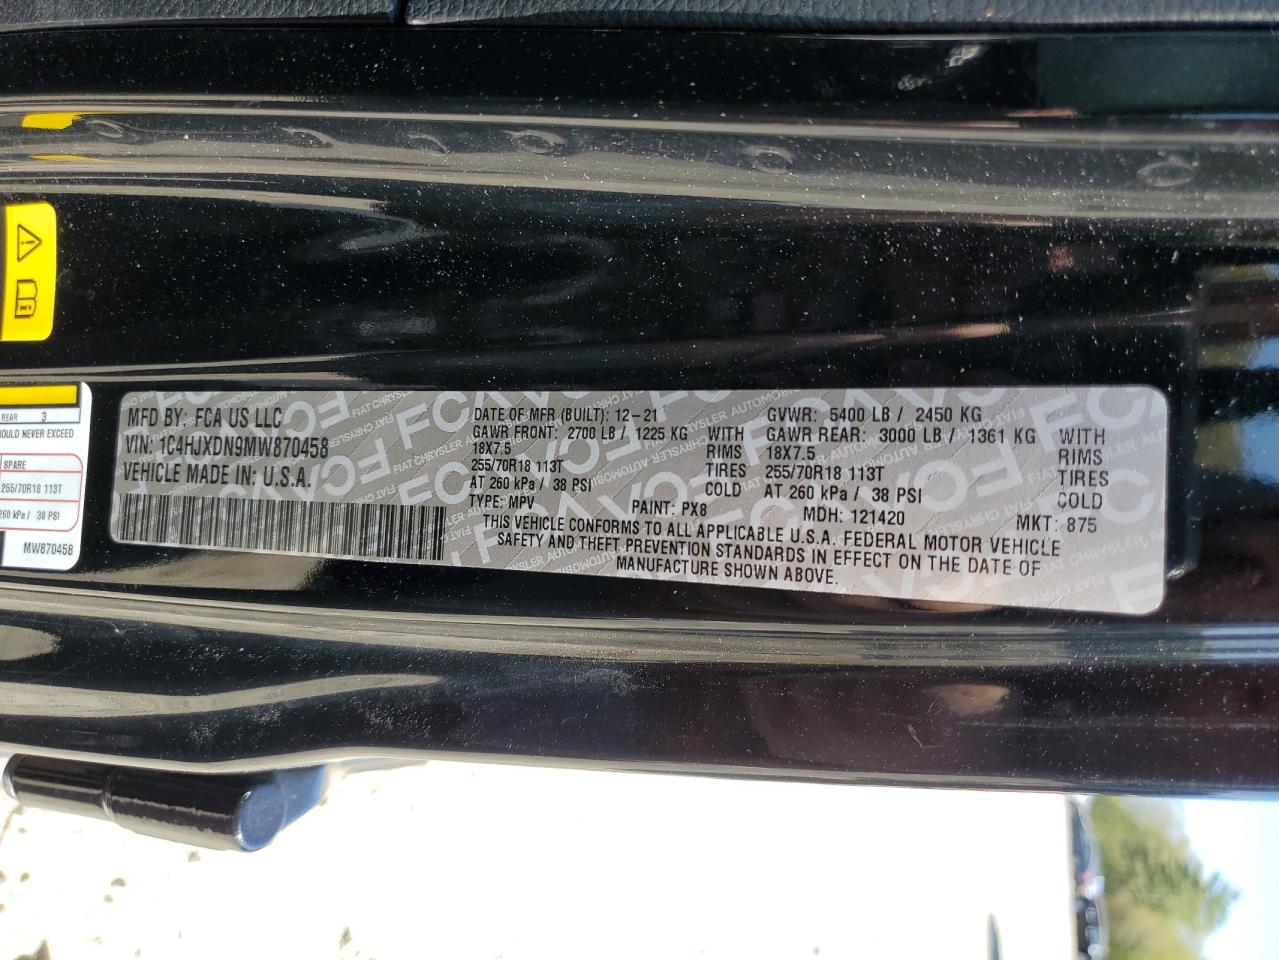 REAR 3
OULD NEVER EXCEED
SPARE
255/70R18 113T
260 kPa / 38 PSI
MW870458
MFD BY: FCA US LLC
VIN: 1C4HJXDN9MW870458
VEHICLE MADE IN: U.S.A.
DATE OF MFR (BUILT): 12-21
GVWR: 5400 LB / 2450 KG
GAWR FRONT: 2700 LB / 1225 KG WITH
GAWR REAR: 3000 LB / 1361 KG WITH
18X7.5 RIMS
18X7.5 RIMS
255/70R18 113T TIRES
255/70R18 113T TIRES
AT 260 kPa / 38 PSI COLD
AT 260 kPa / 38 PSI COLD
TYPE: MPV PAINT: PX8 MDH: 121420 MKT: 875
THIS VEHICLE CONFORMS TO ALL APPLICABLE U.S.A. FEDERAL MOTOR VEHICLE
SAFETY AND THEFT PREVENTION STANDARDS IN EFFECT ON THE DATE OF
MANUFACTURE SHOWN ABOVE.